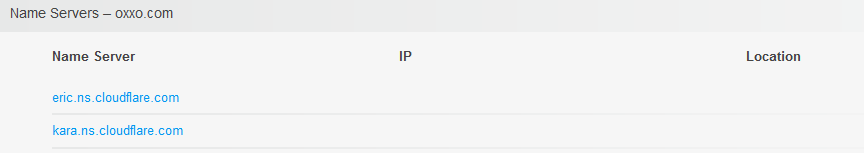 Name Servers – oxxo.com
Name Server IP Location
eric.ns.cloudflare.com
kara.ns.cloudflare.com